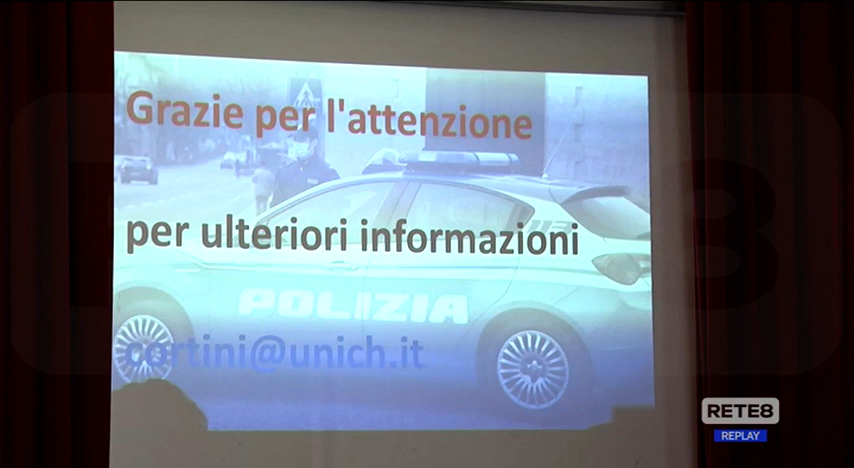 Grazie per l'attenzione
per ulteriori informazioni
POLIZIA
cortini@unich.it
RETE8
REPLAY